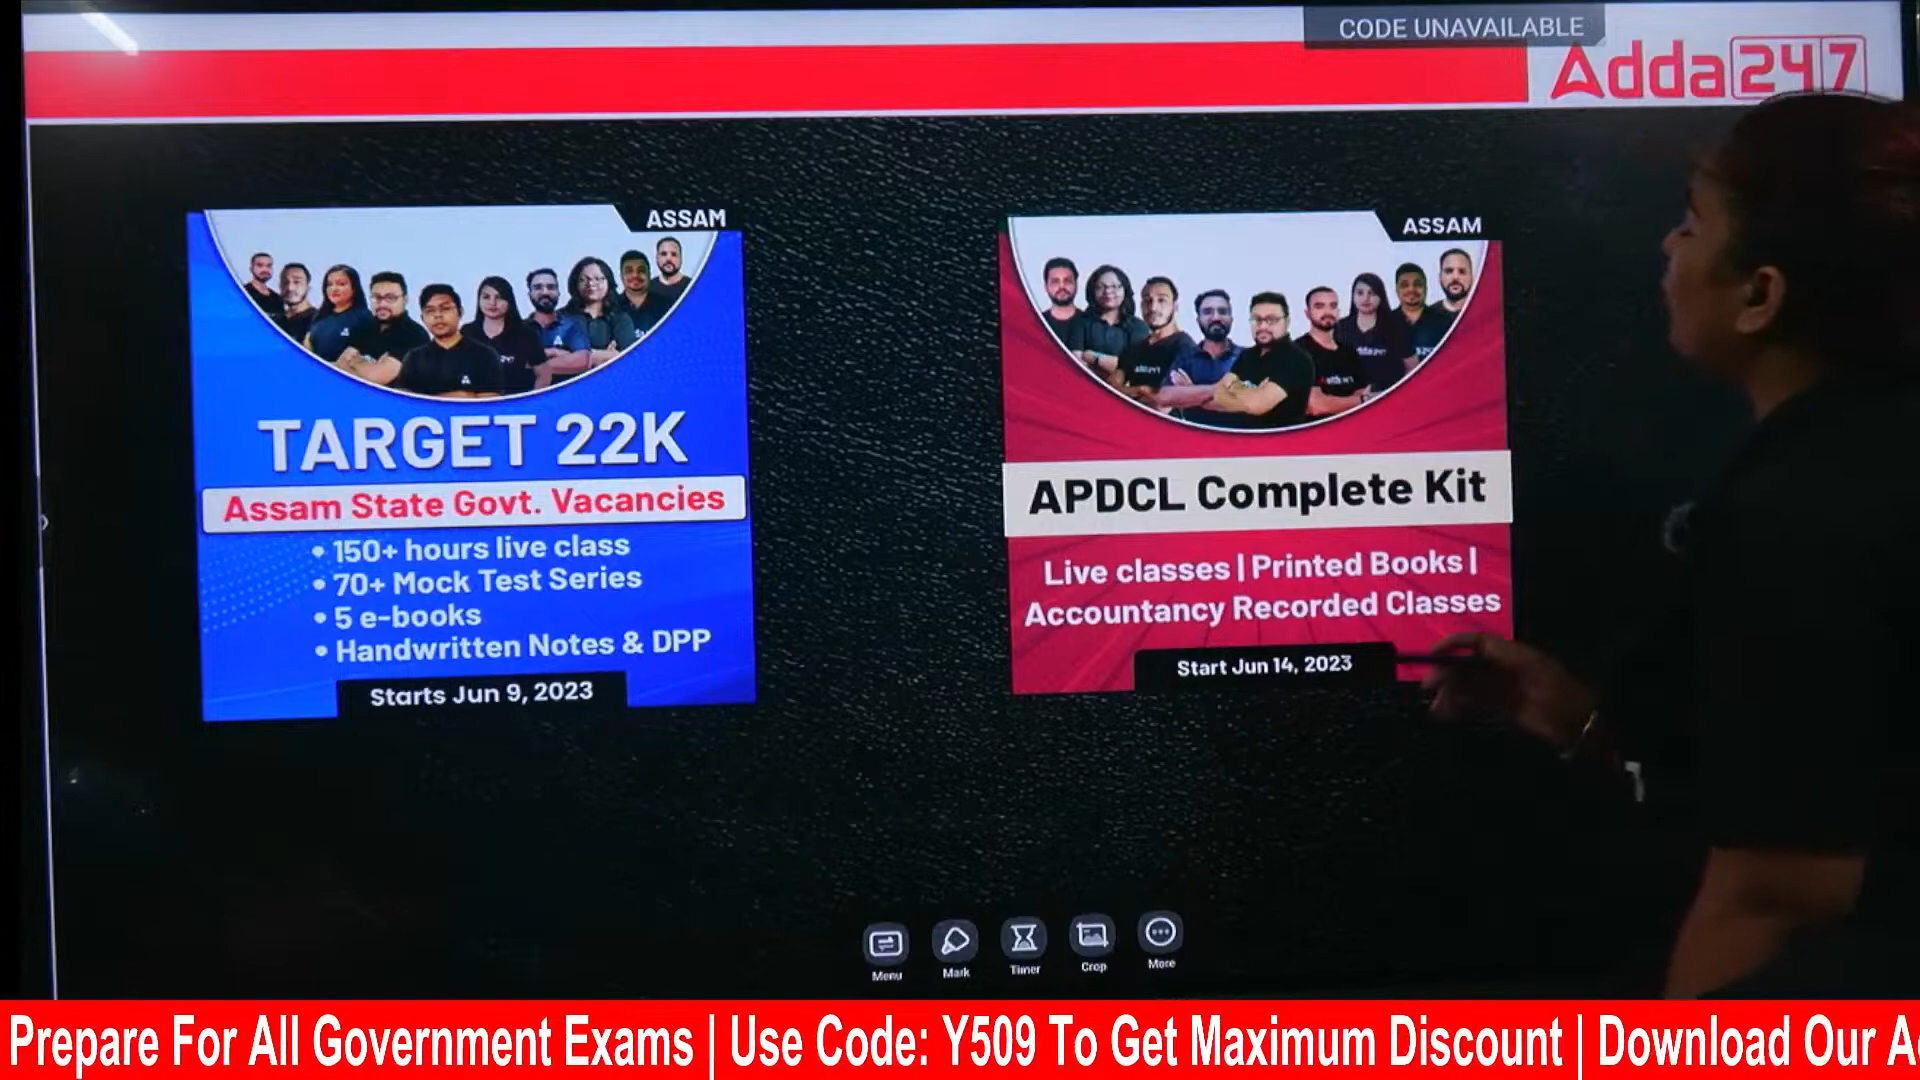 CODE UNAVAILABLE
Adda247
ASSAM
TARGET 22K
Assam State Govt. Vacancies
• 150+ hours live class
• 70+ Mock Test Series
• 5 e-books
• Handwritten Notes & DPP
Starts Jun 9, 2023
ASSAM
APDCL Complete Kit
Live classes | Printed Books |
Accountancy Recorded Classes
Start Jun 14, 2023
Menu
Mark
Timer
Crop
More
Prepare For All Government Exams | Use Code: Y509 To Get Maximum Discount | Download Our